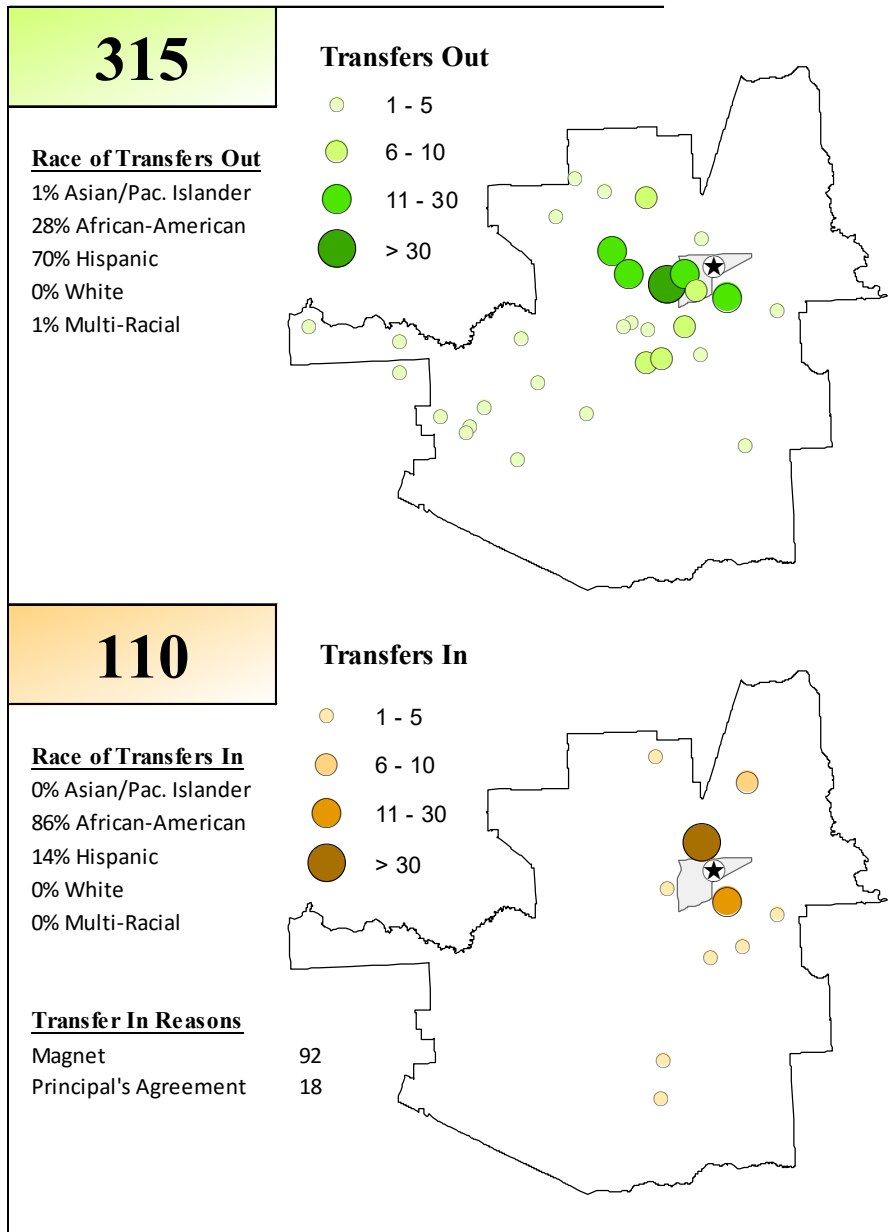 315
Race of Transfers Out
1% Asian/Pac. Islander
28% African-American
70% Hispanic
0% White
1% Multi-Racial
Transfers Out
1 - 5
6 - 10
11 - 30
> 30
110
Race of Transfers In
0% Asian/Pac. Islander
86% African-American
14% Hispanic
0% White
0% Multi-Racial
Transfers In
1 - 5
6 - 10
11 - 30
> 30
Transfer In Reasons
Magnet 92
Principal's Agreement 18